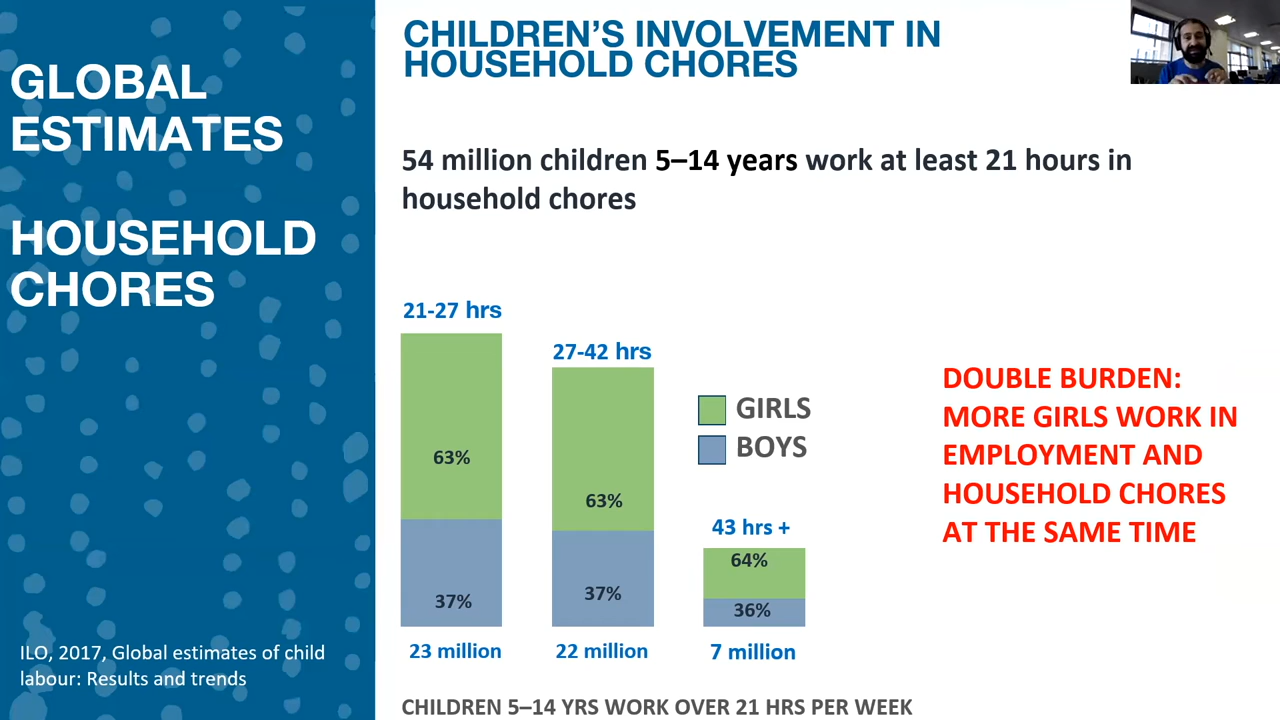 GLOBAL
ESTIMATES
HOUSEHOLD
CHORES
ILO, 2017, Global estimates of child
labour: Results and trends
CHILDREN’S INVOLVEMENT IN
HOUSEHOLD CHORES
54 million children 5–14 years work at least 21 hours in
household chores
21-27 hrs
63%
37%
23 million
27-42 hrs
63%
37%
22 million
43 hrs +
64%
36%
7 million
GIRLS
BOYS
CHILDREN 5–14 YRS WORK OVER 21 HRS PER WEEK
DOUBLE BURDEN:
MORE GIRLS WORK IN
EMPLOYMENT AND
HOUSEHOLD CHORES
AT THE SAME TIME